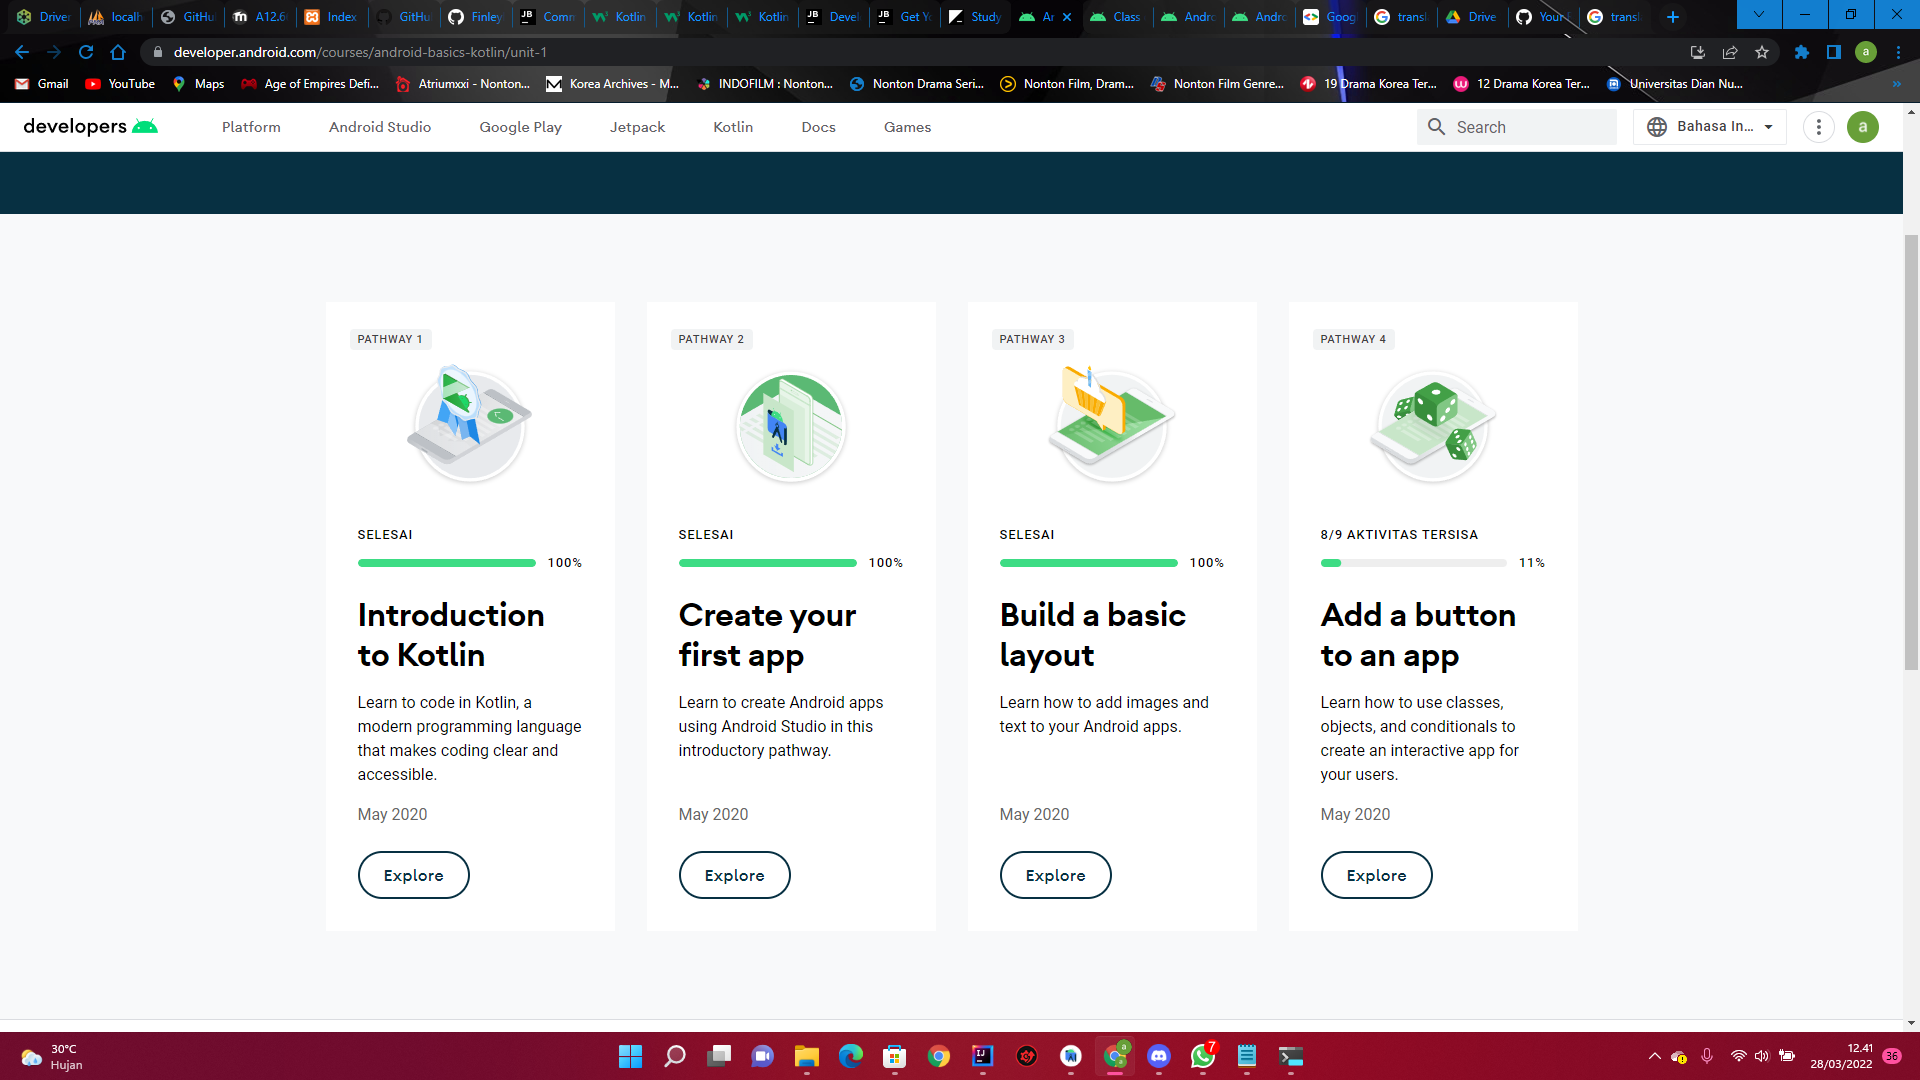 Driver
localh
GitHu
A12.6
Index
GitHu
Finley
Comm
Kotlin
Kotlin
Kotlin
Devel
Get Y
Study
Ar
Class
Andro
Andro
Goog
transl
Drive
Your
transl
developer.android.com/courses/android-basics-kotlin/unit-1
a
Gmail
YouTube
Maps
Age of Empires Defi...
Atriumxxi - Nonton...
Korea Archives - M...
INDOFILM : Nonton...
Nonton Drama Seri...
Nonton Film, Dram...
Nonton Film Genre...
19 Drama Korea Ter...
12 Drama Korea Ter...
Universitas Dian Nu...
developers
Platform
Android Studio
Google Play
Jetpack
Kotlin
Docs
Games
Search
Bahasa In...
a
PATHWAY 1
SELESAI
100%
Introduction
to Kotlin
Learn to code in Kotlin, a
modern programming language
that makes coding clear and
accessible.
May 2020
Explore
PATHWAY 2
SELESAI
100%
Create your
first app
Learn to create Android apps
using Android Studio in this
introductory pathway.
May 2020
Explore
PATHWAY 3
SELESAI
100%
Build a basic
layout
Learn how to add images and
text to your Android apps.
May 2020
Explore
PATHWAY 4
8/9 AKTIVITAS TERSISA
11%
Add a button
to an app
Learn how to use classes,
objects, and conditionals to
create an interactive app for
your users.
May 2020
Explore
30°C
Hujan
7
12.41
28/03/2022
36